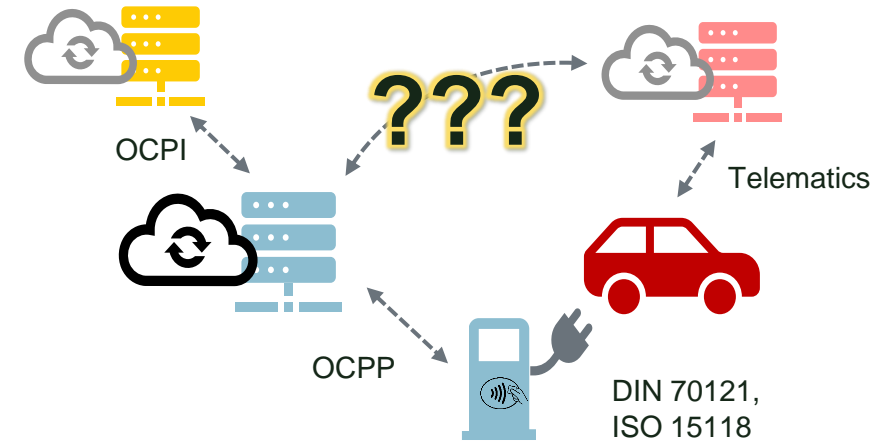 ???
OCPI
Telematics
OCPP
DIN 70121,
ISO 15118